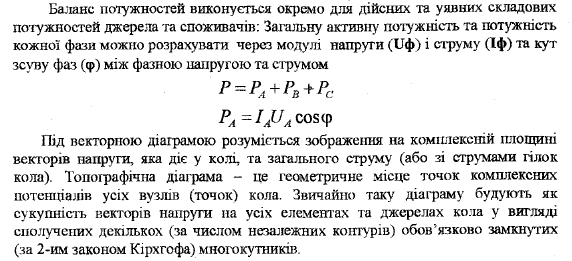 Баланс потужностей виконується окремо для дійсних та уявних складових
потужностей джерела та споживачів: Загальну активну потужність та потужність
кожної фази можно розрахувати через модулі напруги (Uф) і струму (Iф) та кут
зсуву фаз (φ) між фазною напругою та струмом
P = P_A + P_B + P_C
P_A = I_A U_A cosφ
Під векторною діаграмою розуміється зображення на комплексній площині
векторів напруги, яка діє у колі, та загального струму (або зі струмами гілок
кола). Топографічна діаграма – це геометричне місце точок комплексних
потенціалів усіх вузлів (точок) кола. Звичайно таку діаграму будують як
сукупність векторів напруги на усіх елементах та джерелах кола у вигляді
сполучених декількох (за числом незалежних контурів) обов'язково замкнутих
(за 2-им законом Кірхгофа) многокутників.